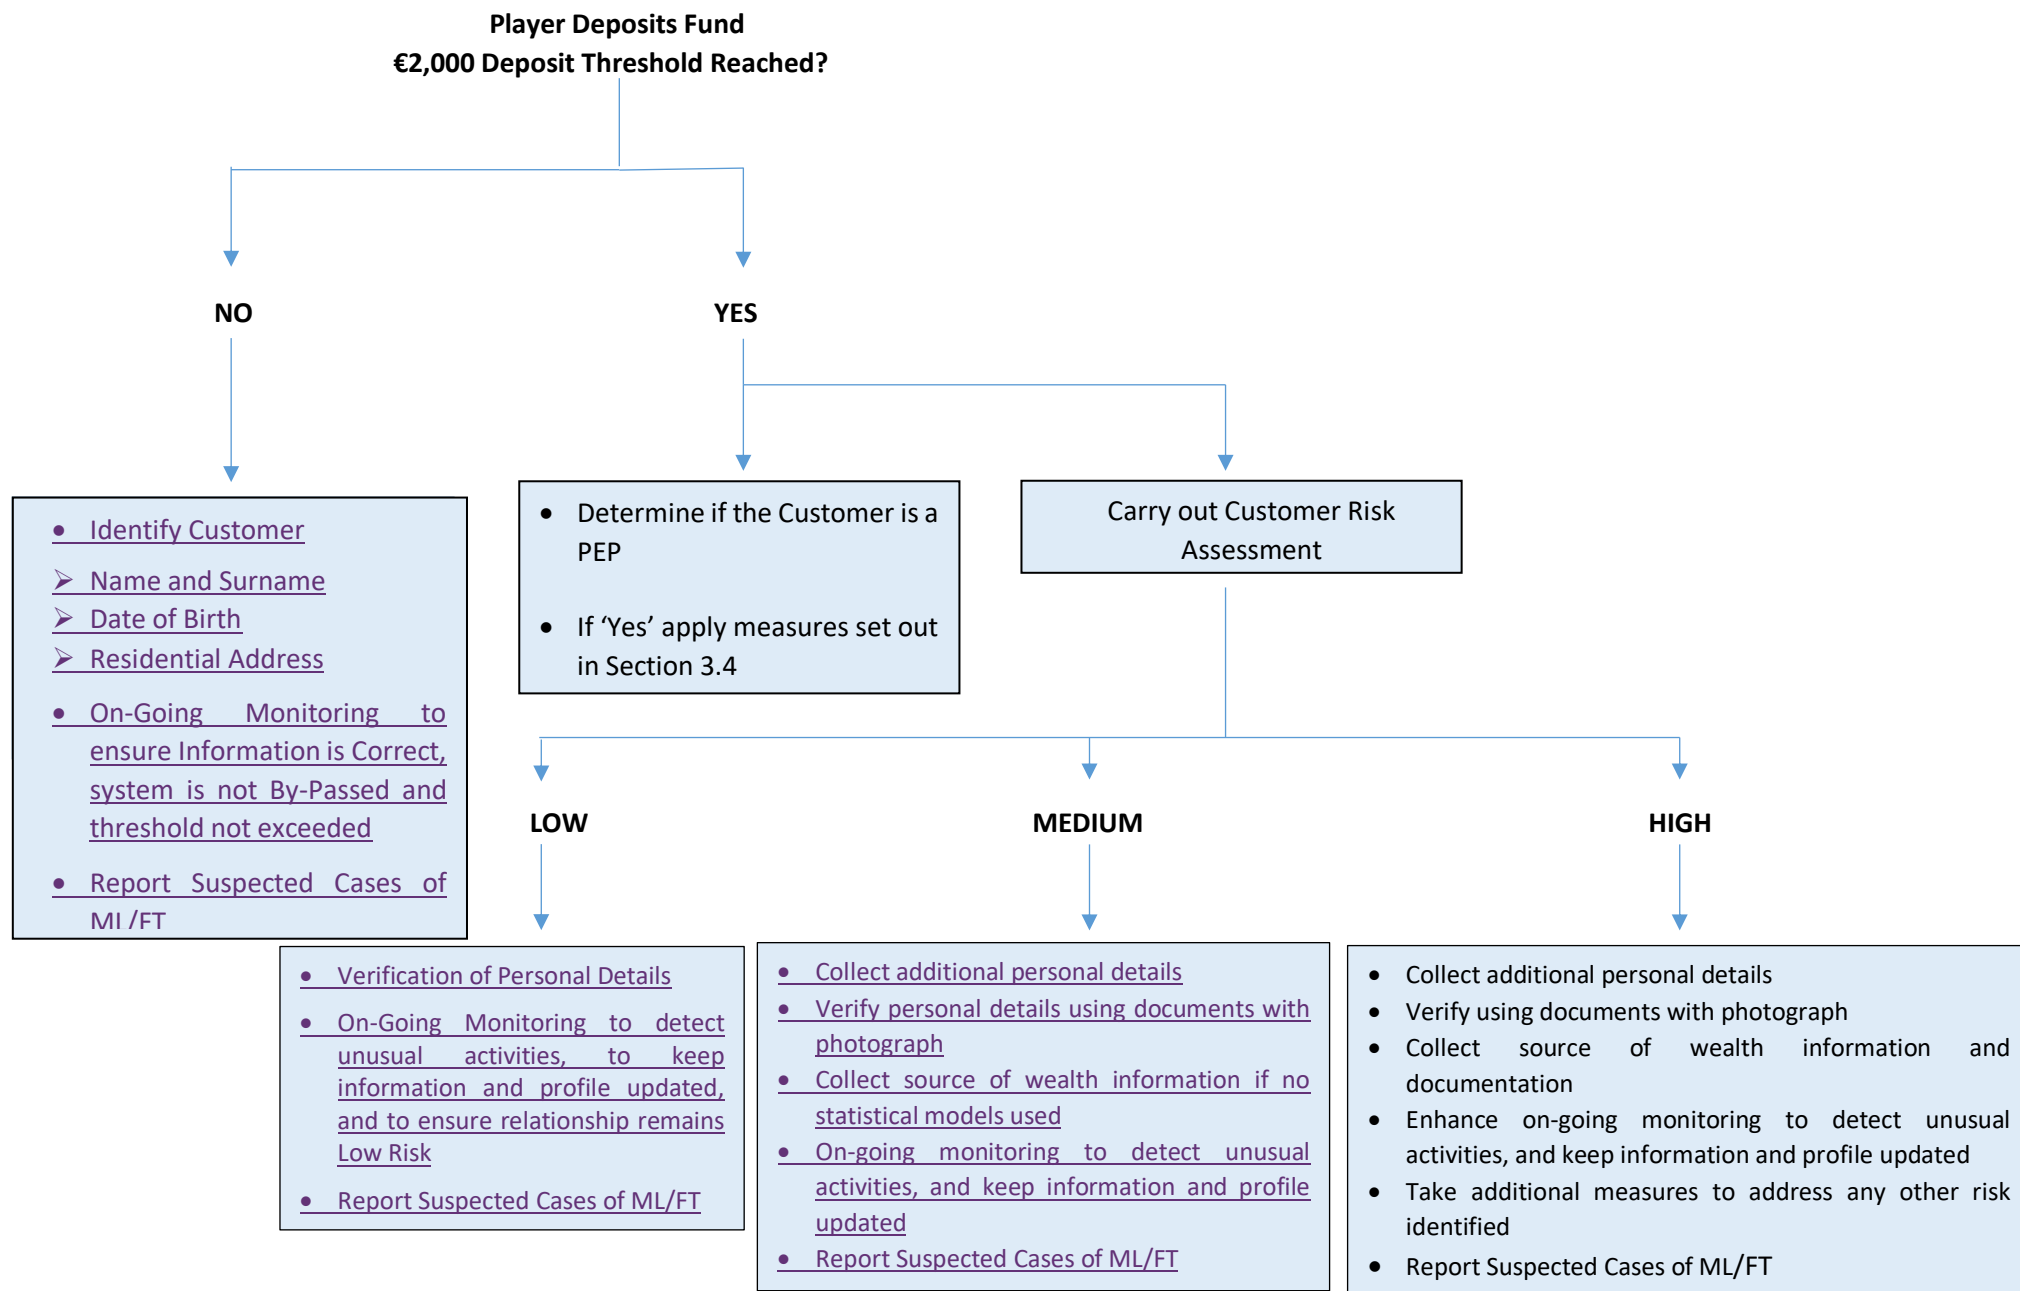 Player Deposits Fund
€2,000 Deposit Threshold Reached?
NO
YES
• Identify Customer
➢ Name and Surname
➢ Date of Birth
➢ Residential Address
• On-Going Monitoring to
ensure Information is Correct,
system is not By-Passed and
threshold not exceeded
• Report Suspected Cases of
ML/FT
• Determine if the Customer is a
PEP
• If ‘Yes’ apply measures set out
in Section 3.4
Carry out Customer Risk
Assessment
LOW
MEDIUM
HIGH
• Verification of Personal Details
• On-Going Monitoring to detect
unusual activities, to keep
information and profile updated,
and to ensure relationship remains
Low Risk
• Report Suspected Cases of ML/FT
• Collect additional personal details
• Verify personal details using documents with
photograph
• Collect source of wealth information if no
statistical models used
• On-going monitoring to detect unusual
activities, and keep information and profile
updated
• Report Suspected Cases of ML/FT
• Collect additional personal details
• Verify using documents with photograph
• Collect source of wealth information and
documentation
• Enhance on-going monitoring to detect unusual
activities, and keep information and profile updated
• Take additional measures to address any other risk
identified
• Report Suspected Cases of ML/FT